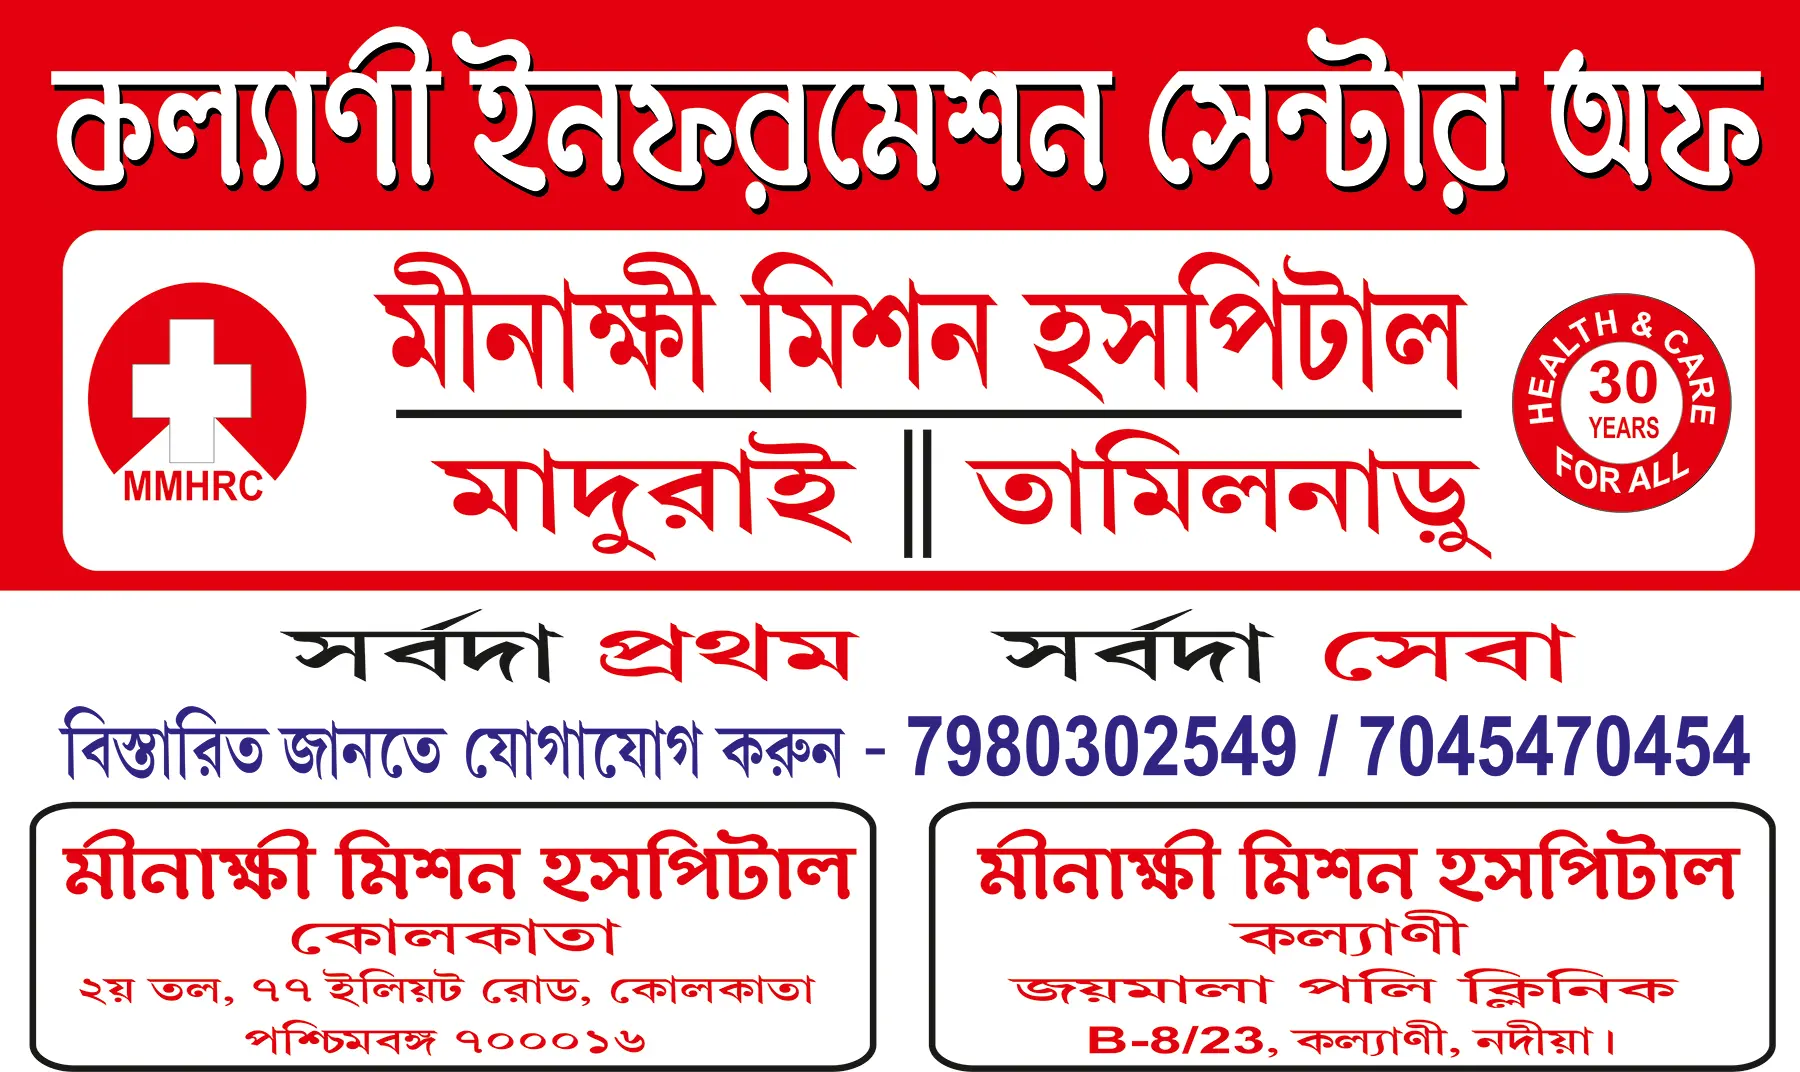 কল্যাণী ইনফরমেশন সেন্টার অফ
মীনাক্ষী মিশন হসপিটাল
MMHRC
মাদুরাই || তামিলনাড়ু
HEALTH & CARE
30
YEARS
FOR ALL
সর্বদা প্রথম সর্বদা সেবা
বিস্তারিত জানতে যোগাযোগ করুন - 7980302549 / 7045470454
মীনাক্ষী মিশন হসপিটাল
কোলকাতা
২য় তল, ৭৭ ইলিয়ট রোড, কোলকাতা
পশ্চিমবঙ্গ ৭০০০১৬
মীনাক্ষী মিশন হসপিটাল
কল্যাণী
জয়মালা পলি ক্লিনিক
B-8/23, কল্যাণী, নদীয়া।